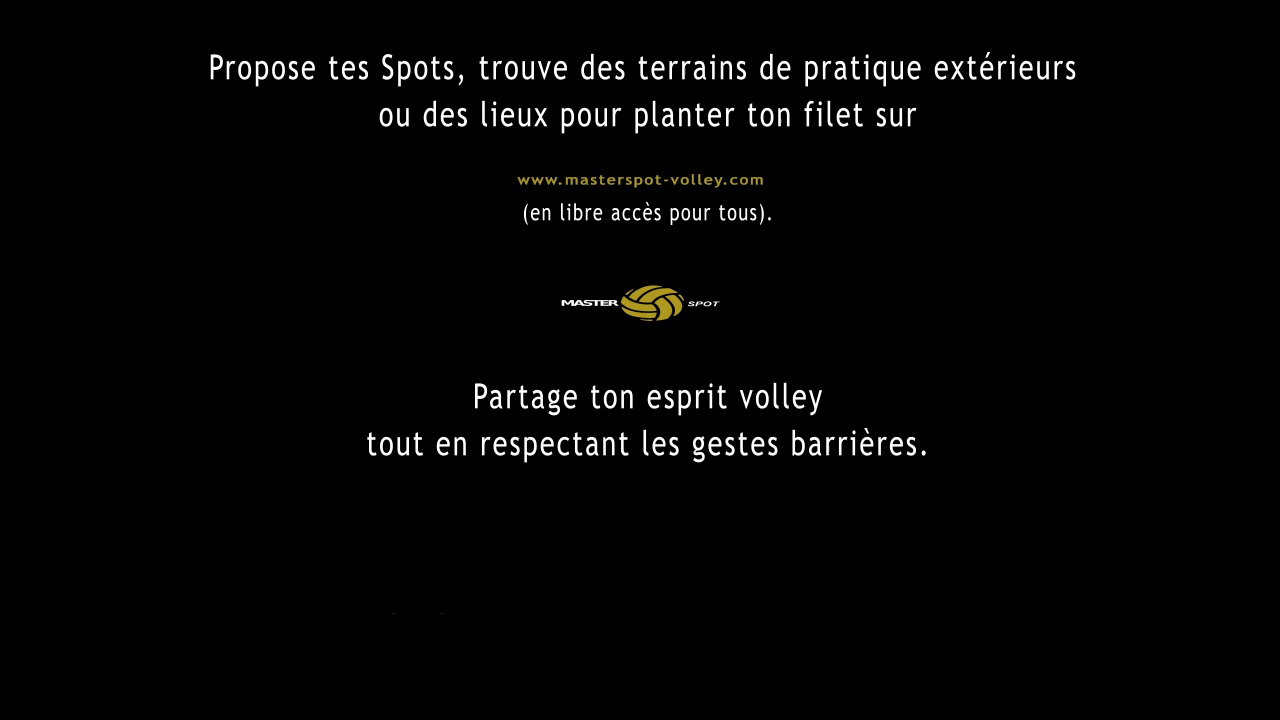 Propose tes Spots, trouve des terrains de pratique extérieurs
ou des lieux pour planter ton filet sur
www.masterspot-volley.com
(en libre accès pour tous).
MASTER SPOT
Partage ton esprit volley
tout en respectant les gestes barrières.